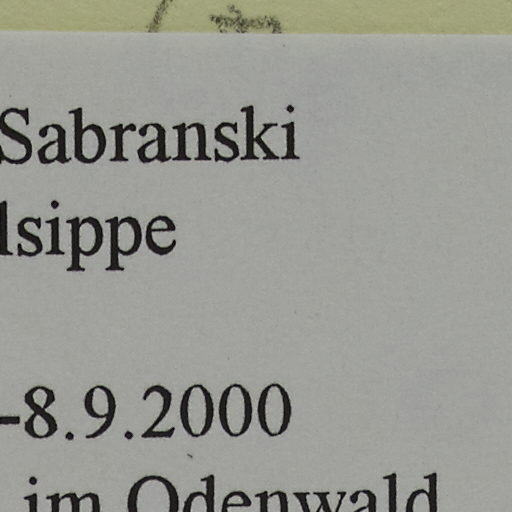 Sabranski
lsippe
-8.9.2000
im Odenwald